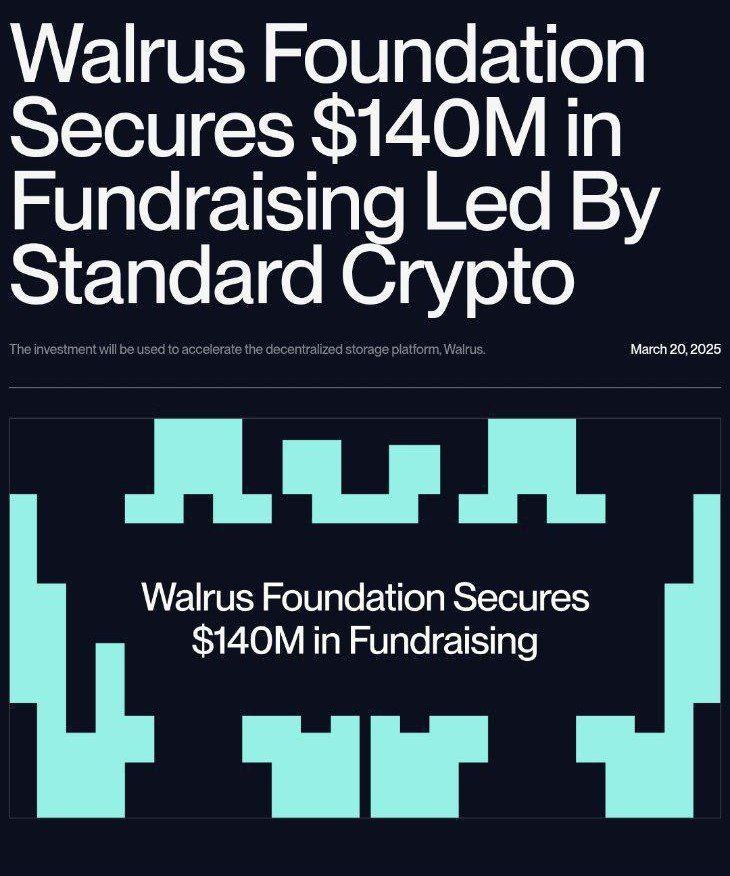 Walrus Foundation
Secures $140M in
Fundraising Led By
Standard Crypto
The investment will be used to accelerate the decentralized storage platform, Walrus.
March 20, 2025
Walrus Foundation Secures
$140M in Fundraising